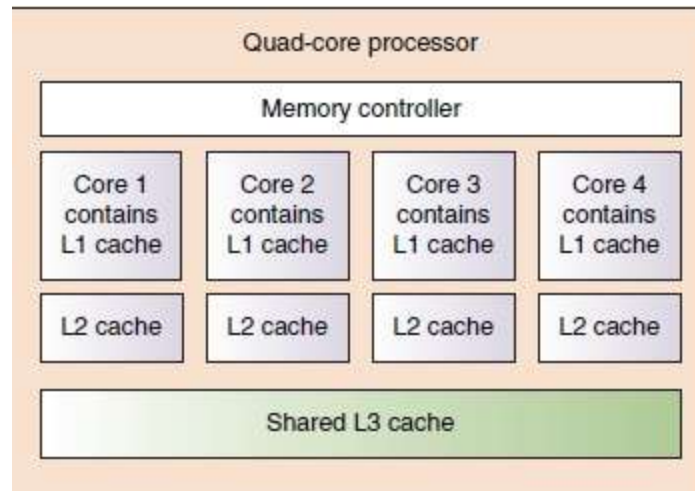 Quad-core processor
Memory controller
Core 1
contains
L1 cache
Core 2
contains
L1 cache
Core 3
contains
L1 cache
Core 4
contains
L1 cache
L2 cache
L2 cache
L2 cache
L2 cache
Shared L3 cache